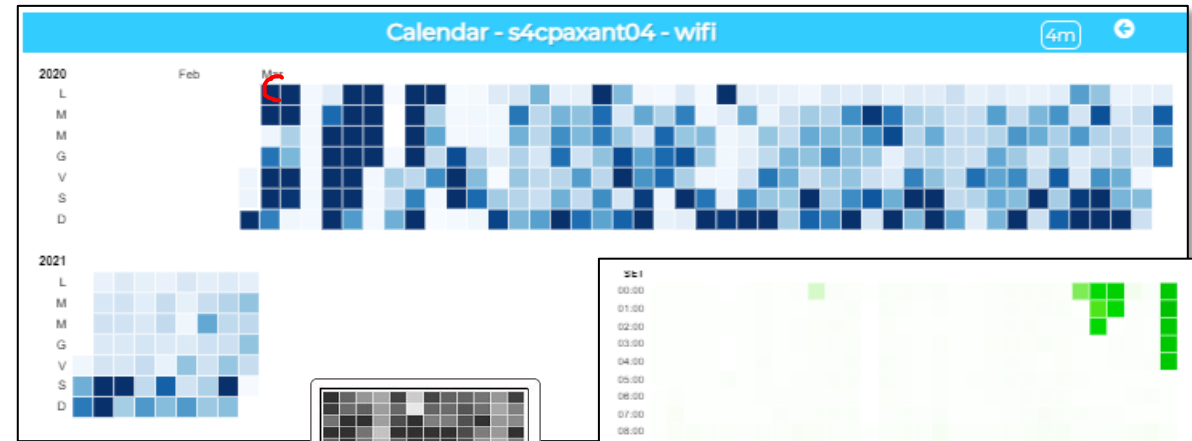 Calendar - s4cpaxant04 - wifi
4m
2020
Feb
Mar
L
M
M
G
V
S
D
2021
L
M
M
G
V
S
D
SET
00:00
01:00
02:00
03:00
04:00
05:00
06:00
07:00
08:00